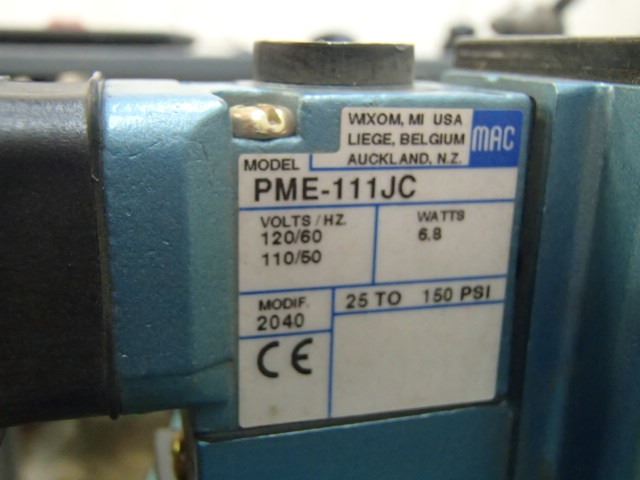 WIXOM, MI USA
LIEGE, BELGIUM
AUCKLAND, N.Z.
MAC
MODEL
PME-111JC
VOLTS/HZ.
120/60
110/50
WATTS
6.8
MODIF.
2040
25 TO 150 PSI
CE